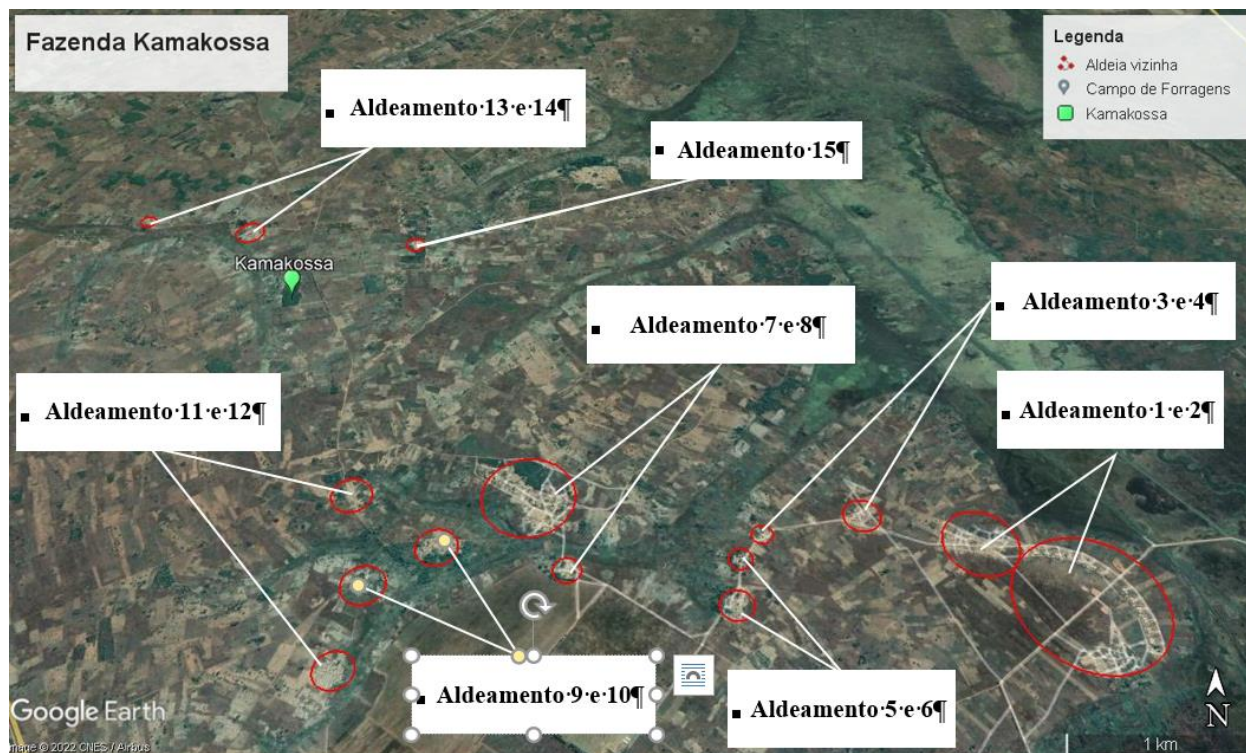 Fazenda Kamakossa
Legenda
Aldeia vizinha
Campo de Forragens
Kamakossa
▪ Aldeamento·13·e·14¶
▪ Aldeamento·15¶
Kamakossa
▪ Aldeamento·3·e·4¶
▪ Aldeamento·7·e·8¶
▪ Aldeamento·11·e·12¶
▪ Aldeamento·1·e·2¶
▪ Aldeamento·9·e·10¶
▪ Aldeamento·5·e·6¶
Google Earth
N
Image © 2022 CNES / Airbus
1 km